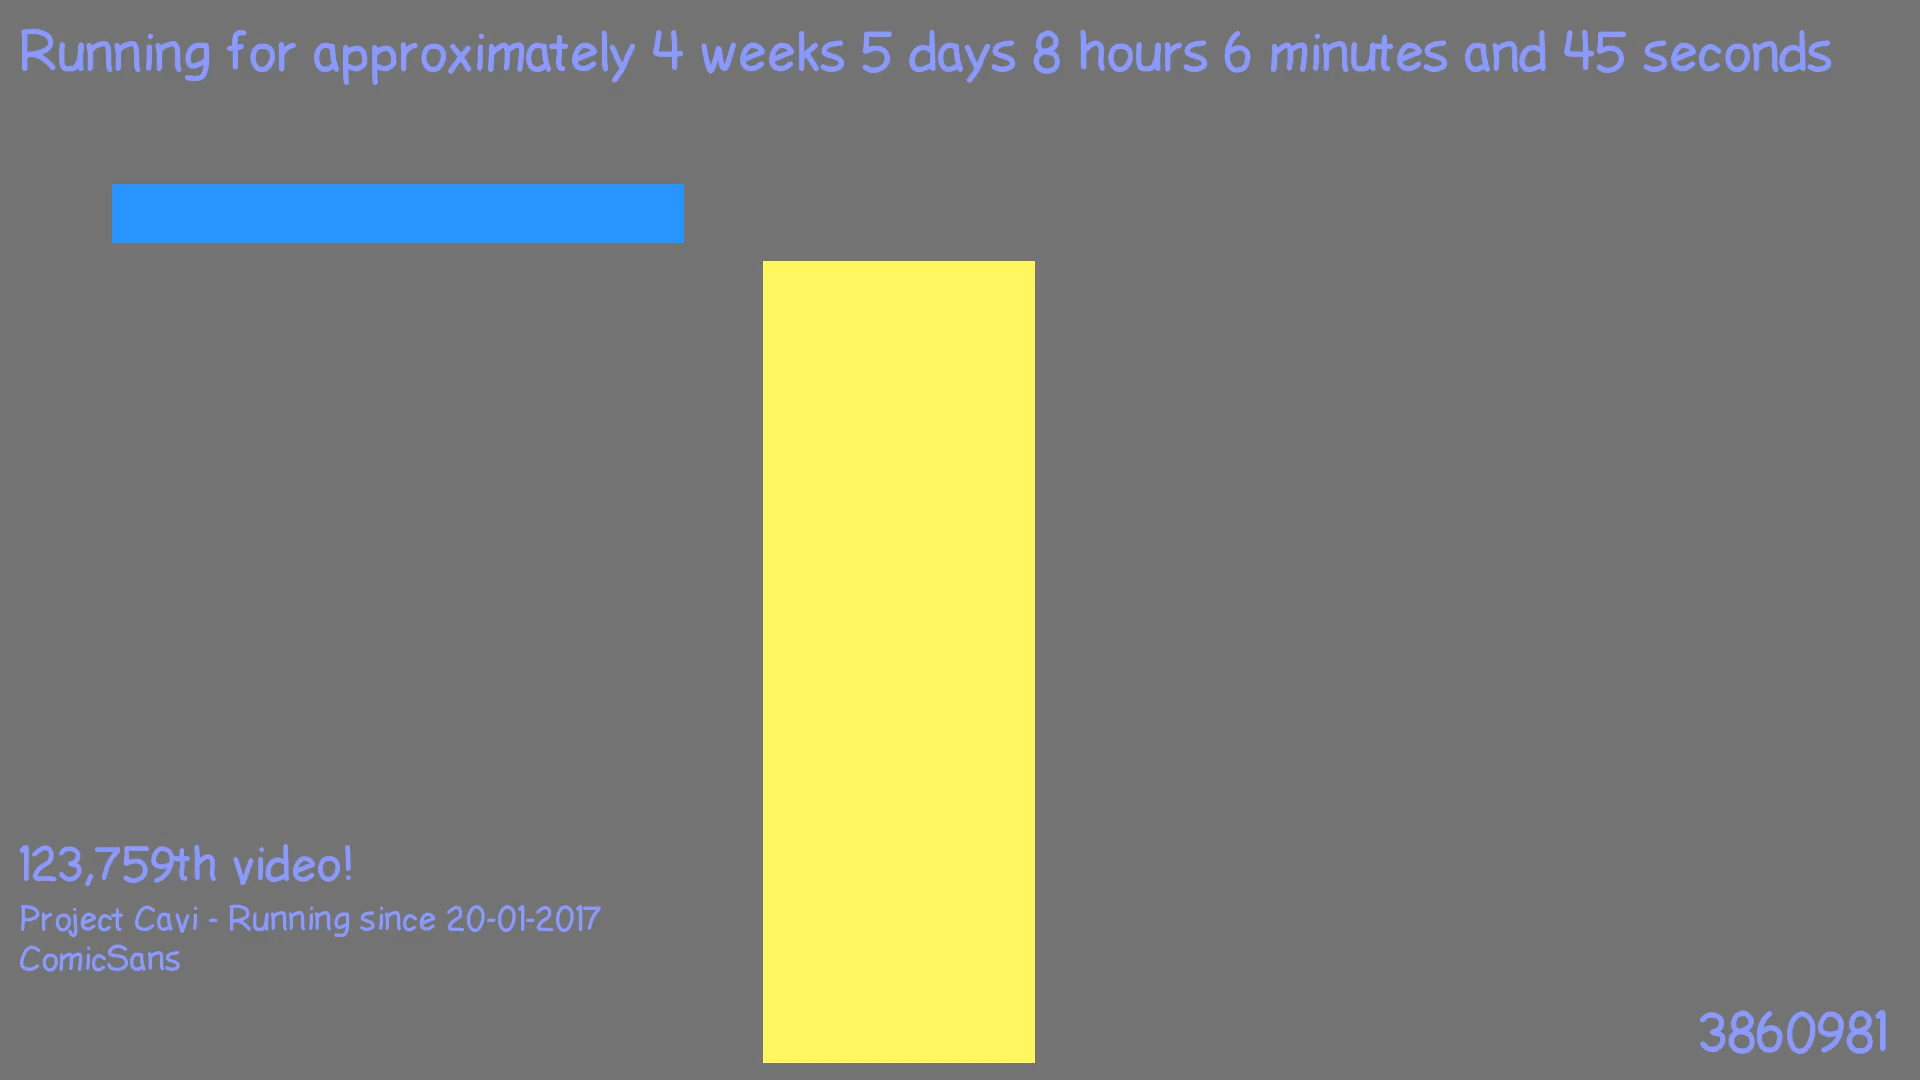 Running for approximately 4 weeks 5 days 8 hours 6 minutes and 45 seconds
123,759th video!
Project Cavi - Running since 20-01-2017
ComicSans
3860981